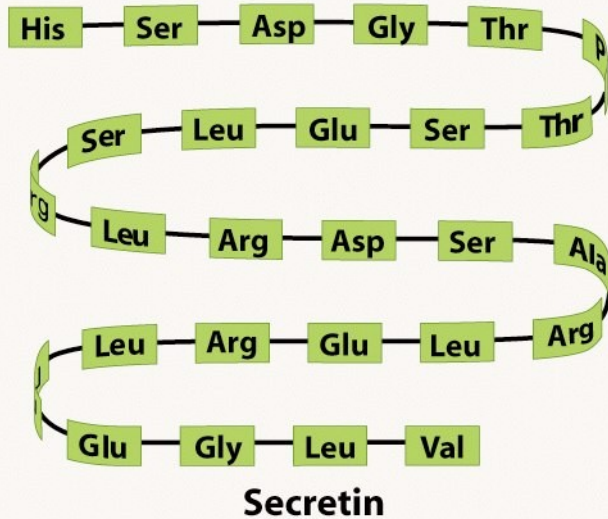 His Ser Asp Gly Thr P
Ser Leu Glu Ser Thr
rg Leu Arg Asp Ser Ala
Leu Arg Glu Leu Arg
Glu Gly Leu Val
Secretin